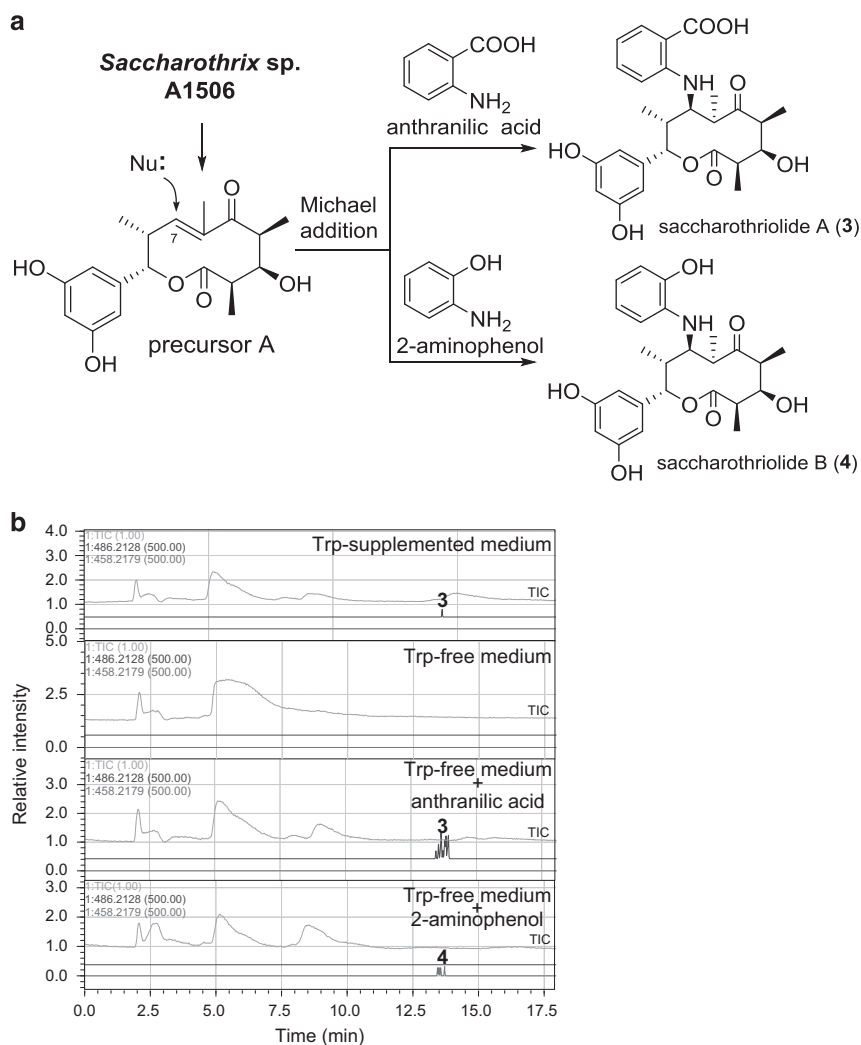 a
Saccharothrix sp.
A1506
Nu:
7
O
HO
O
O
OH
OH
precursor A
Michael
addition
COOH
NH2
anthranilic acid
OH
NH2
2-aminophenol
COOH
NH
O
HO
O
O
OH
OH
saccharothriolide A (3)
OH
NH
O
HO
O
O
OH
OH
saccharothriolide B (4)
b
Relative intensity
4.0
3.0
2.0
1.0
0.0
1:TIC (1.00)
1:486.2128 (500.00)
1:458.2179 (500.00)
Trp-supplemented medium
TIC
3
5.0
2.5
0.0
1:TIC (1.00)
1:486.2128 (500.00)
1:458.2179 (500.00)
Trp-free medium
TIC
3.0
2.0
1.0
0.0
1:TIC (1.00)
1:486.2128 (500.00)
1:458.2179 (500.00)
Trp-free medium
+
anthranilic acid
3
TIC
3.0
2.0
1.0
0.0
1:TIC(1.00)
1:486.2128 (500.00)
1:458.2179 (500.00)
Trp-free medium
+
2-aminophenol
TIC
4
0.0 2.5 5.0 7.5 10.0 12.5 15.0 17.5
Time (min)